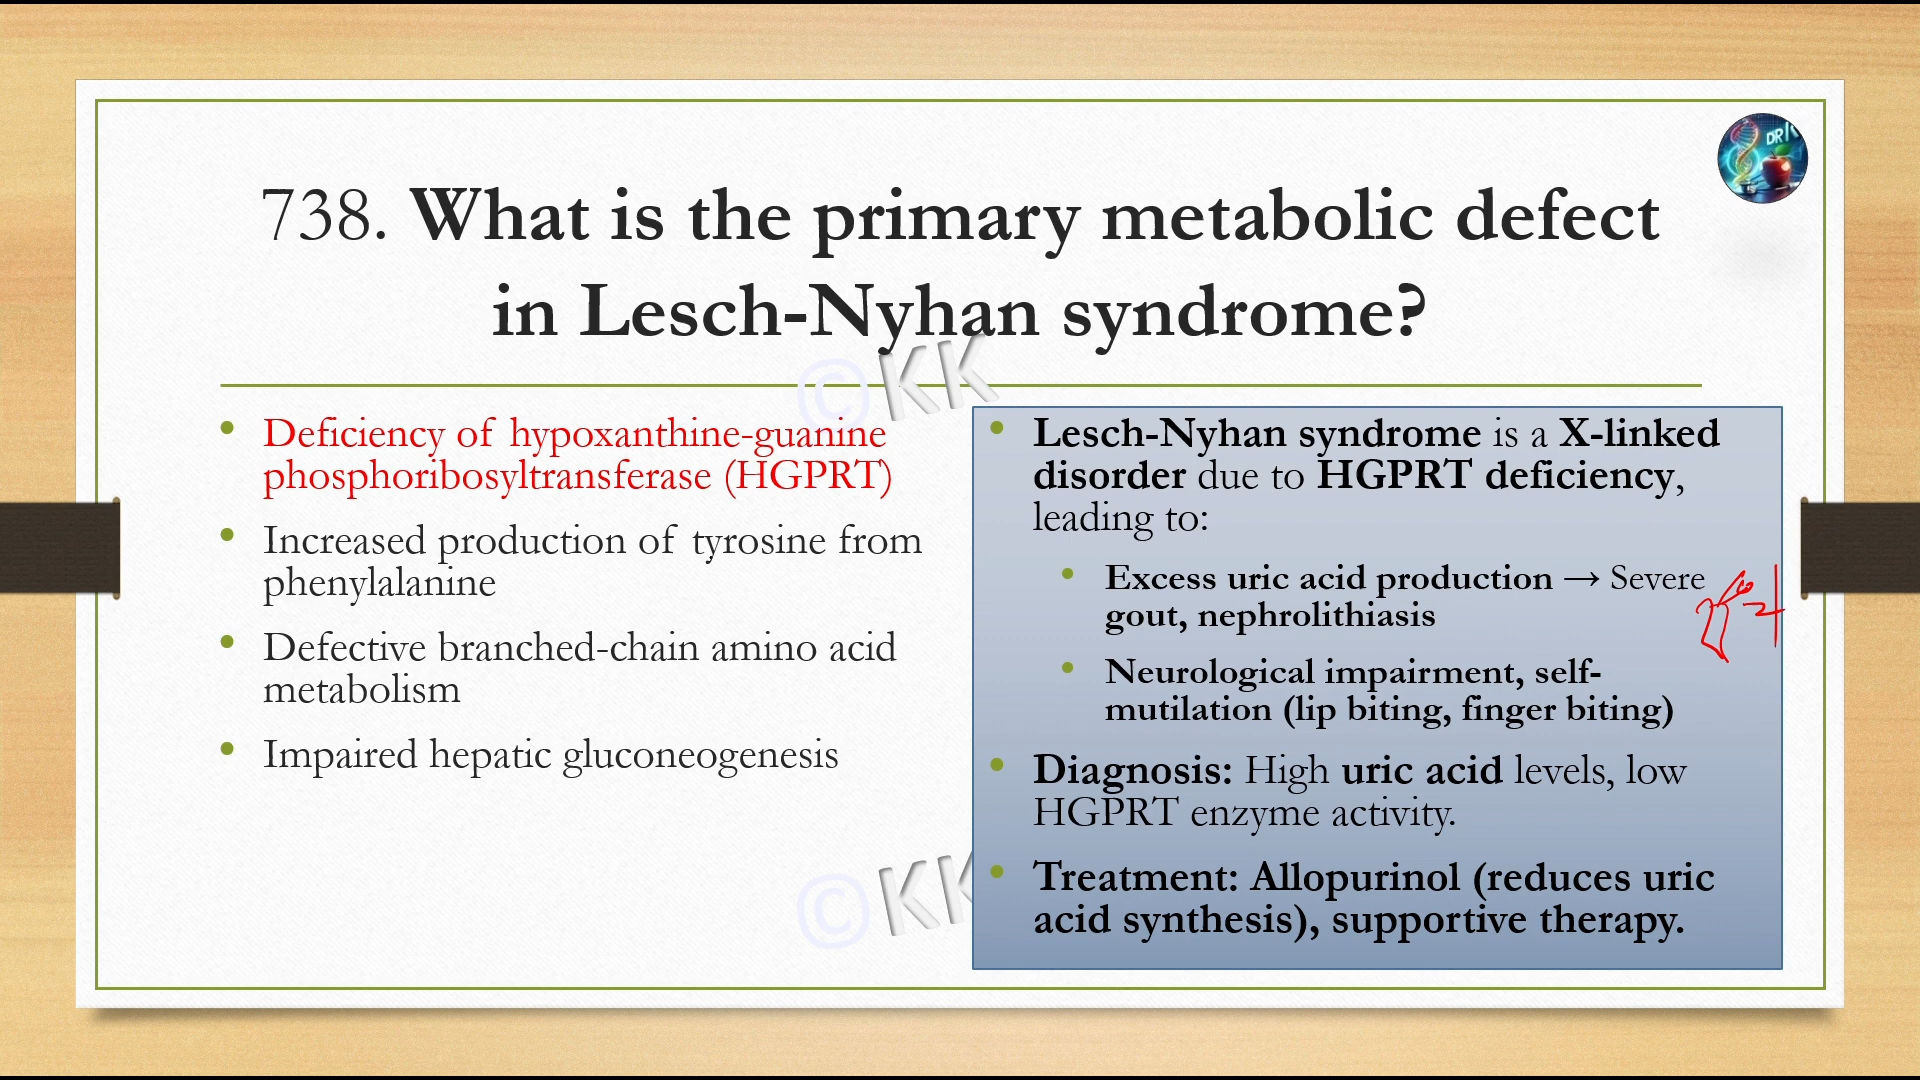 738. What is the primary metabolic defect
in Lesch-Nyhan syndrome?
©KK
• Deficiency of hypoxanthine-guanine
phosphoribosyltransferase (HGPRT)
• Increased production of tyrosine from
phenylalanine
• Defective branched-chain amino acid
metabolism
• Impaired hepatic gluconeogenesis
©KK
• Lesch-Nyhan syndrome is a X-linked
disorder due to HGPRT deficiency,
leading to:
• Excess uric acid production → Severe
gout, nephrolithiasis
• Neurological impairment, self-
mutilation (lip biting, finger biting)
• Diagnosis: High uric acid levels, low
HGPRT enzyme activity.
• Treatment: Allopurinol (reduces uric
acid synthesis), supportive therapy.